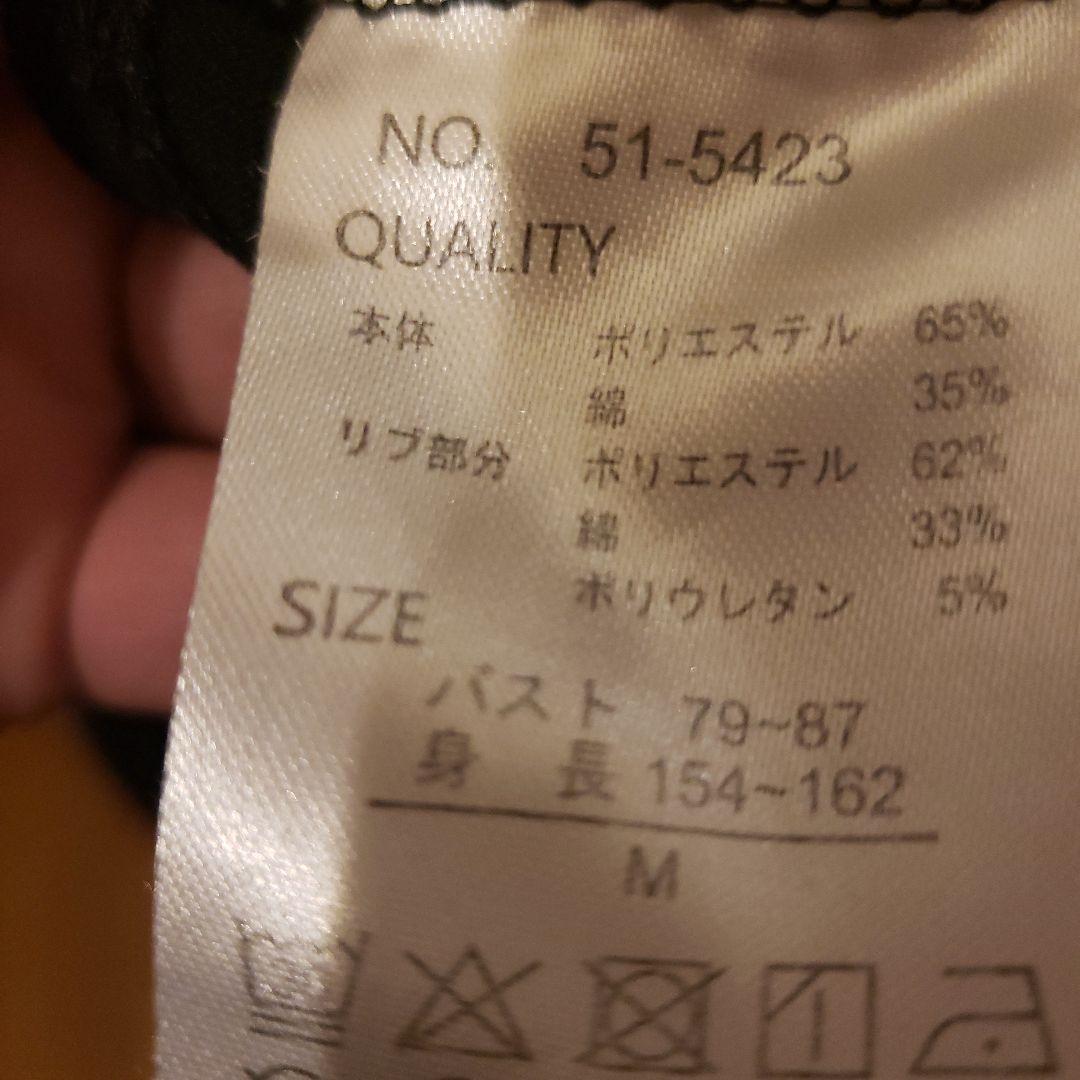 NO. 51-5423
QUALITY
本体 ポリエステル 65%
綿 35%
リブ部分 ポリエステル 62%
綿 33%
ポリウレタン 5%
SIZE
バスト 79~87
身長 154~162
M